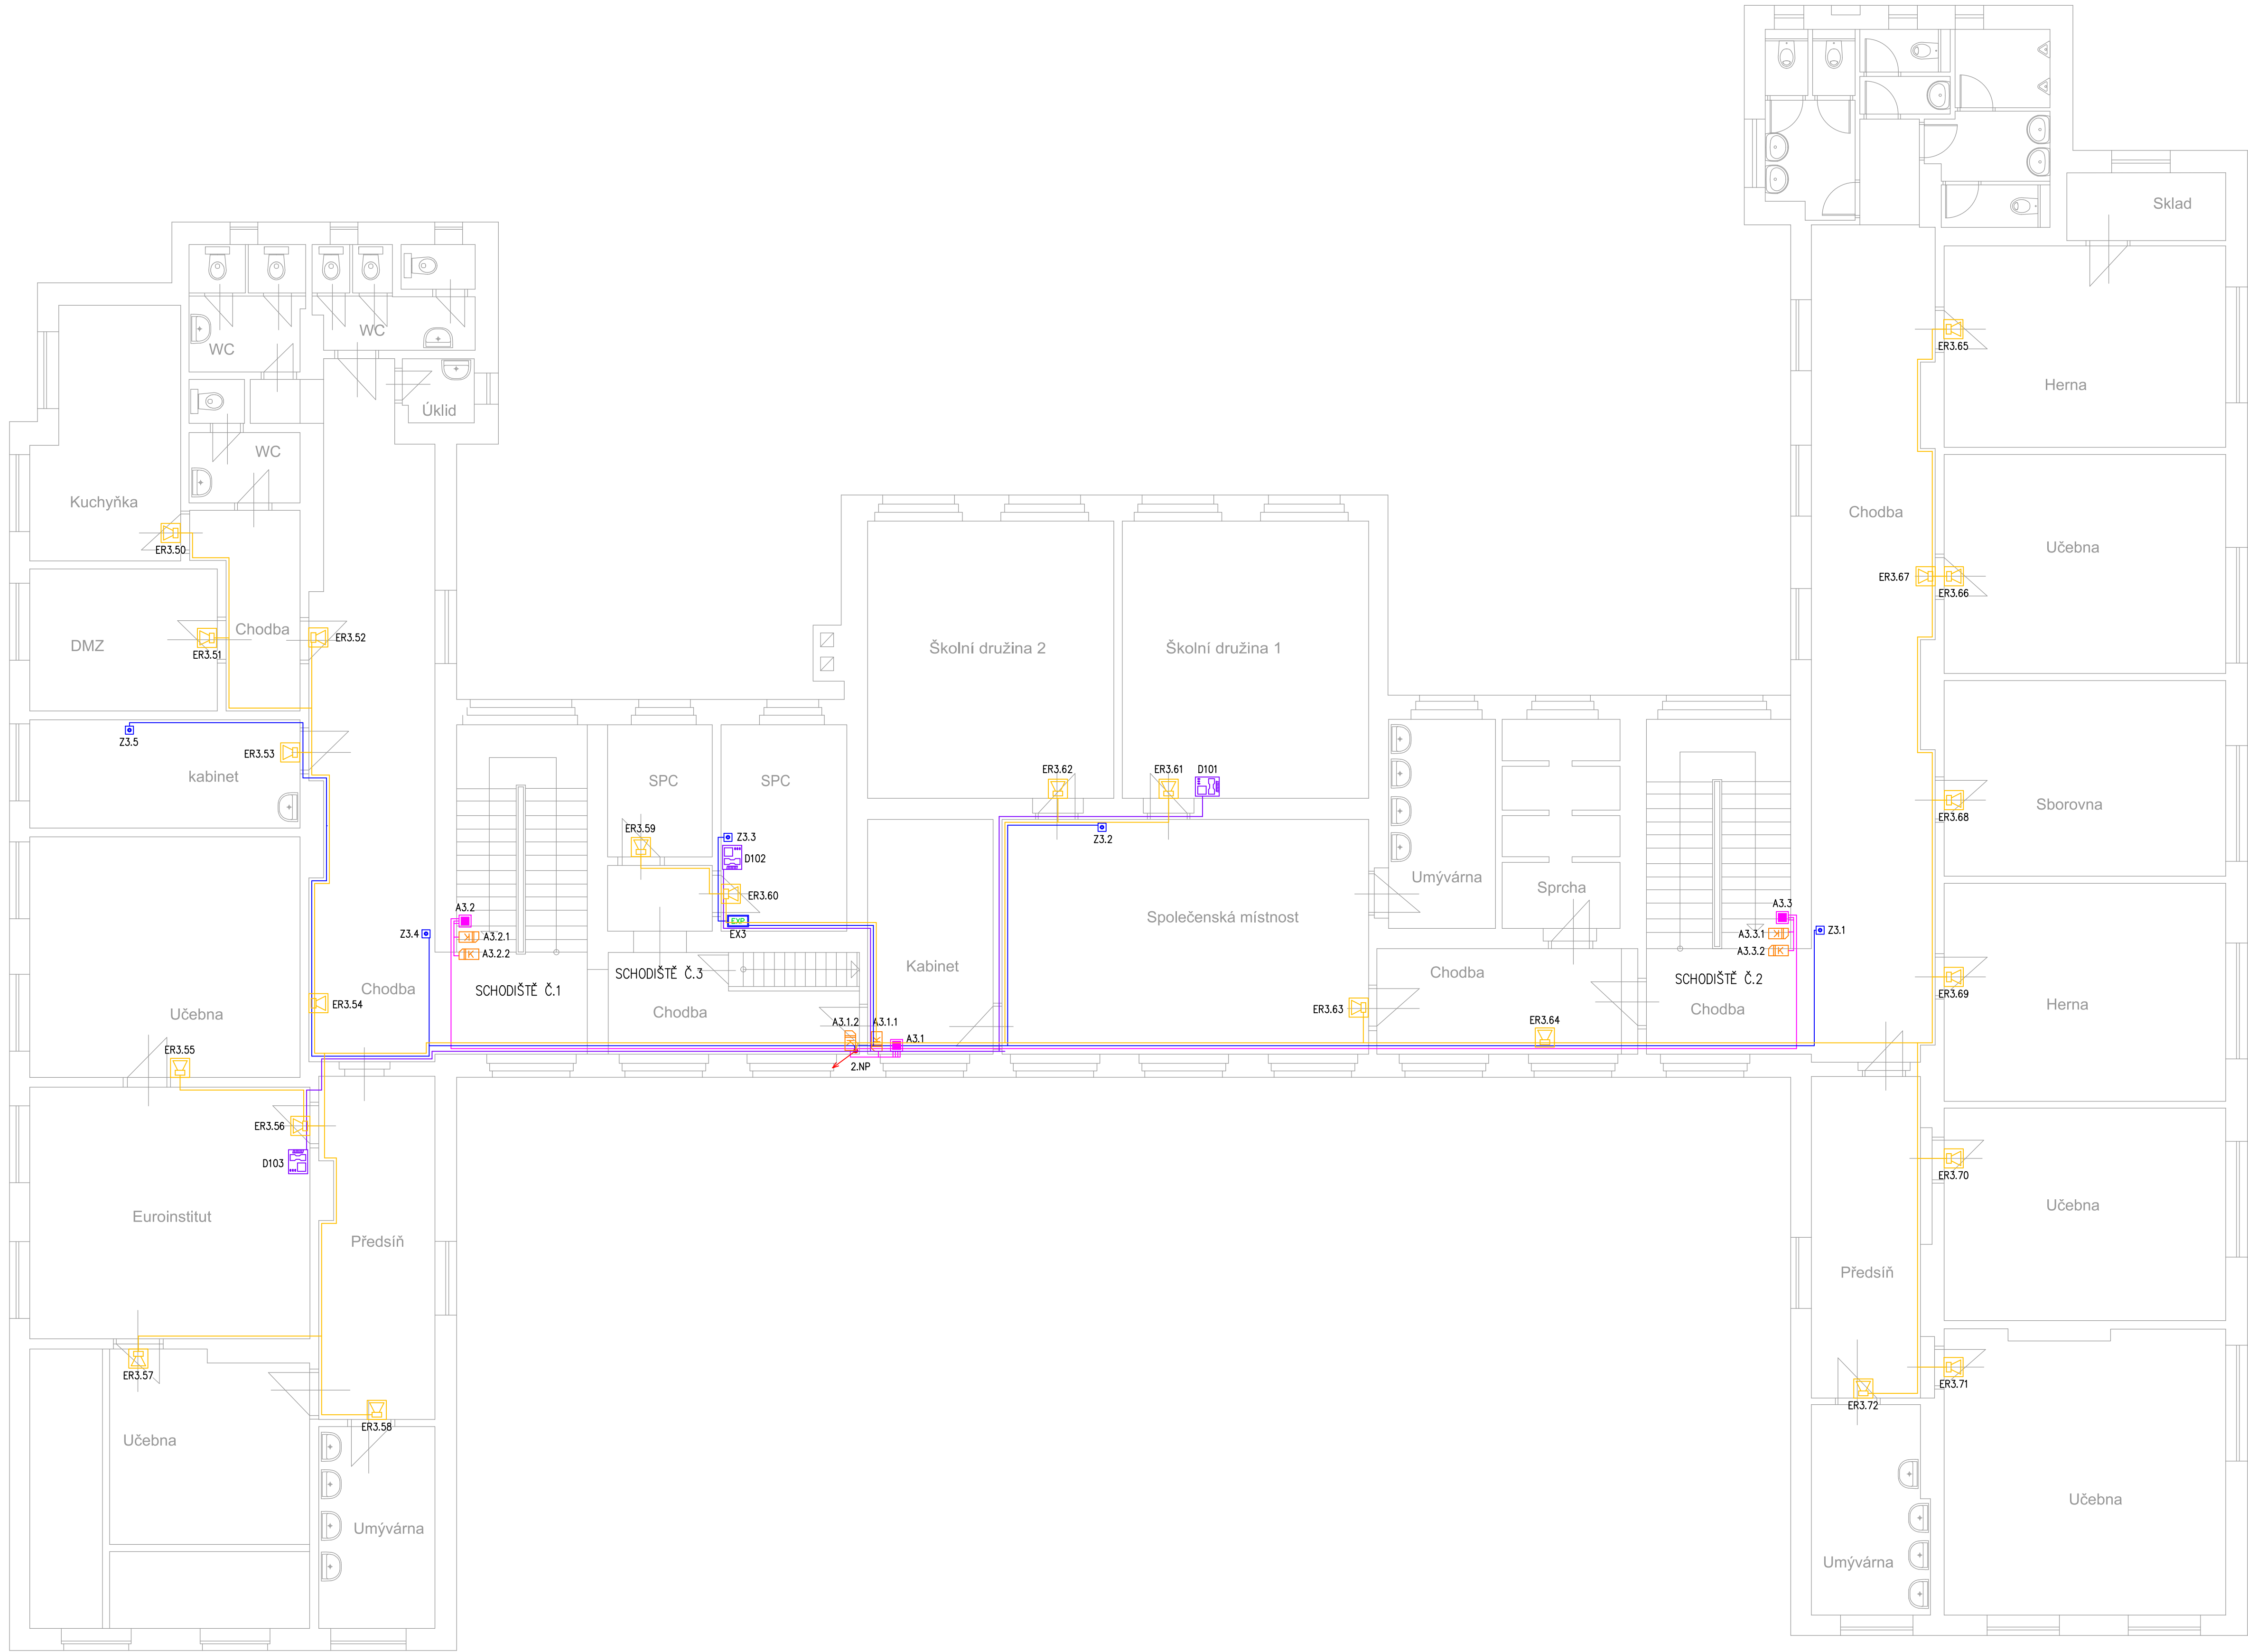 Sklad
WC
WC
Úklid
WC
Kuchyňka
ER3.50
DMZ
ER3.51
Chodba
ER3.52
Z3.5
ER3.53
kabinet
Učebna
ER3.54
Chodba
Z3.4
ER3.55
ER3.56
D103
Euroinstitut
Předsíň
ER3.57
ER3.58
Učebna
Umývárna
A3.2
K
A3.2.1
K
A3.2.2
SCHODIŠTĚ Č.1
SPC
SPC
ER3.59
Z3.3
D102
ER3.60
EXP
EX3
SCHODIŠTĚ Č.3
Chodba
A3.1.2
K
A3.1.1
K
A3.1
2.NP
Kabinet
Školní družina 2
Školní družina 1
ER3.62
ER3.61
D101
Z3.2
Společenská místnost
ER3.63
Umývárna
Sprcha
Chodba
ER3.64
A3.3
A3.3.1
K
A3.3.2
K
Z3.1
SCHODIŠTĚ Č.2
Chodba
Chodba
ER3.65
Herna
Učebna
ER3.67
ER3.66
Sborovna
ER3.68
ER3.69
Herna
ER3.70
Učebna
Předsíň
ER3.71
ER3.72
Učebna
Umývárna